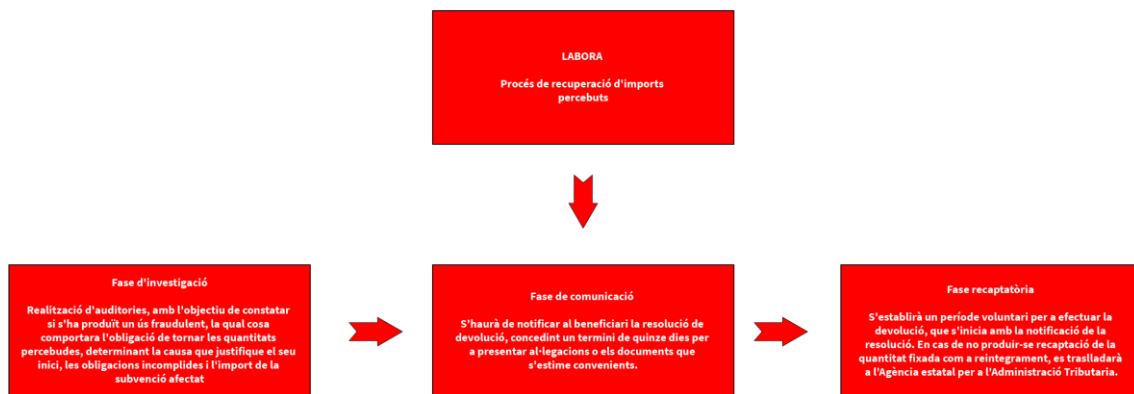 LABORA
Procés de recuperació d'imports
percebuts
Fase d'investigació
Realització d'auditories, amb l'objectiu de constatar
si s'ha produït un ús fraudulent, la qual cosa
comportara l'obligació de tornar les quantitats
percebudes, determinant la causa que justifique el seu
inici, les obligacions incomplides i l'import de la
subvenció afectat
Fase de comunicació
S'haurà de notificar al beneficiari la resolució de
devolució, concedint un termini de quinze dies per
a presentar al·legacions o els documents que
s'estime convenients.
Fase recaptatòria
S'establirà un període voluntari per a efectuar la
devolució, que s'inicia amb la notificació de la
resolució. En cas de no produir-se recaptació de la
quantitat fixada com a reintegrament, es traslladarà
a l'Agència estatal per a l'Administració Tributaria.